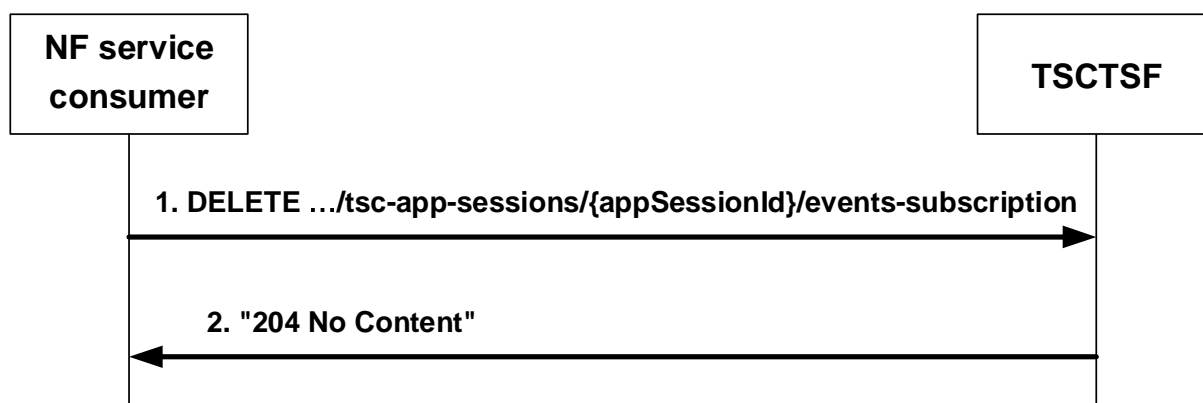 NF service
consumer
TSCTSF
1. DELETE …/tsc-app-sessions/{appSessionId}/events-subscription
2. "204 No Content"